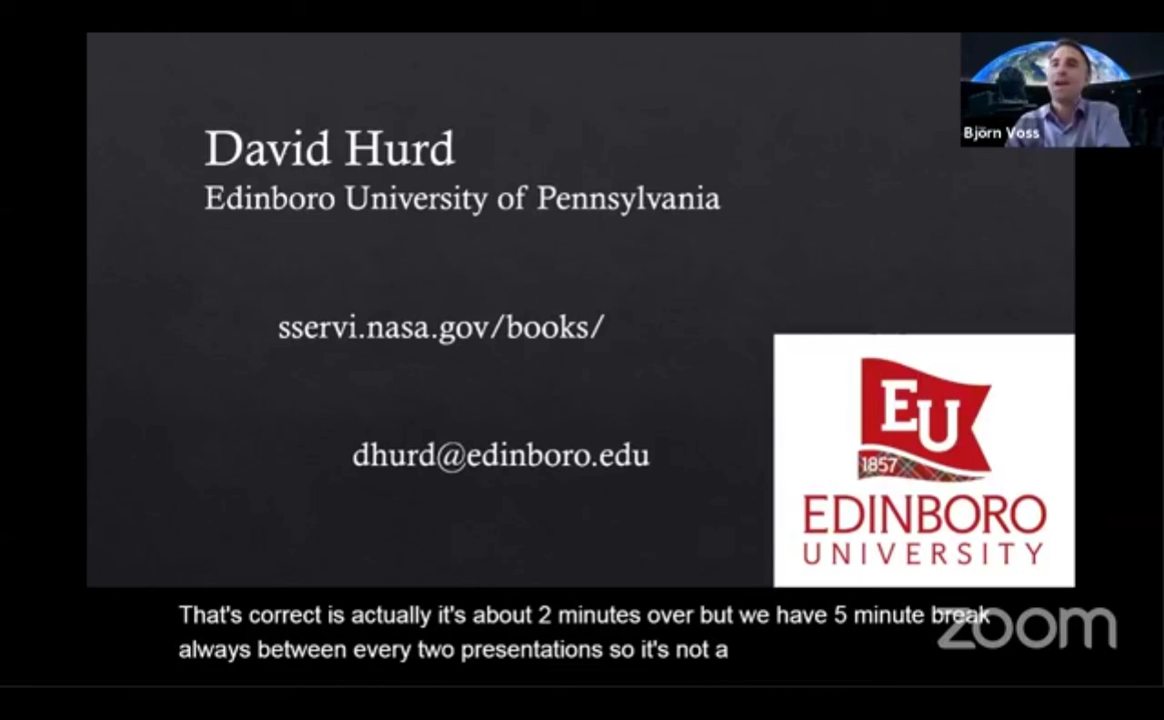 David Hurd
Edinboro University of Pennsylvania
Björn Voss
sservi.nasa.gov/books/
dhurd@edinboro.edu
EU
1857
EDINBORO
UNIVERSITY
That's correct is actually it's about 2 minutes over but we have 5 minute break
always between every two presentations so it's not a
zoom